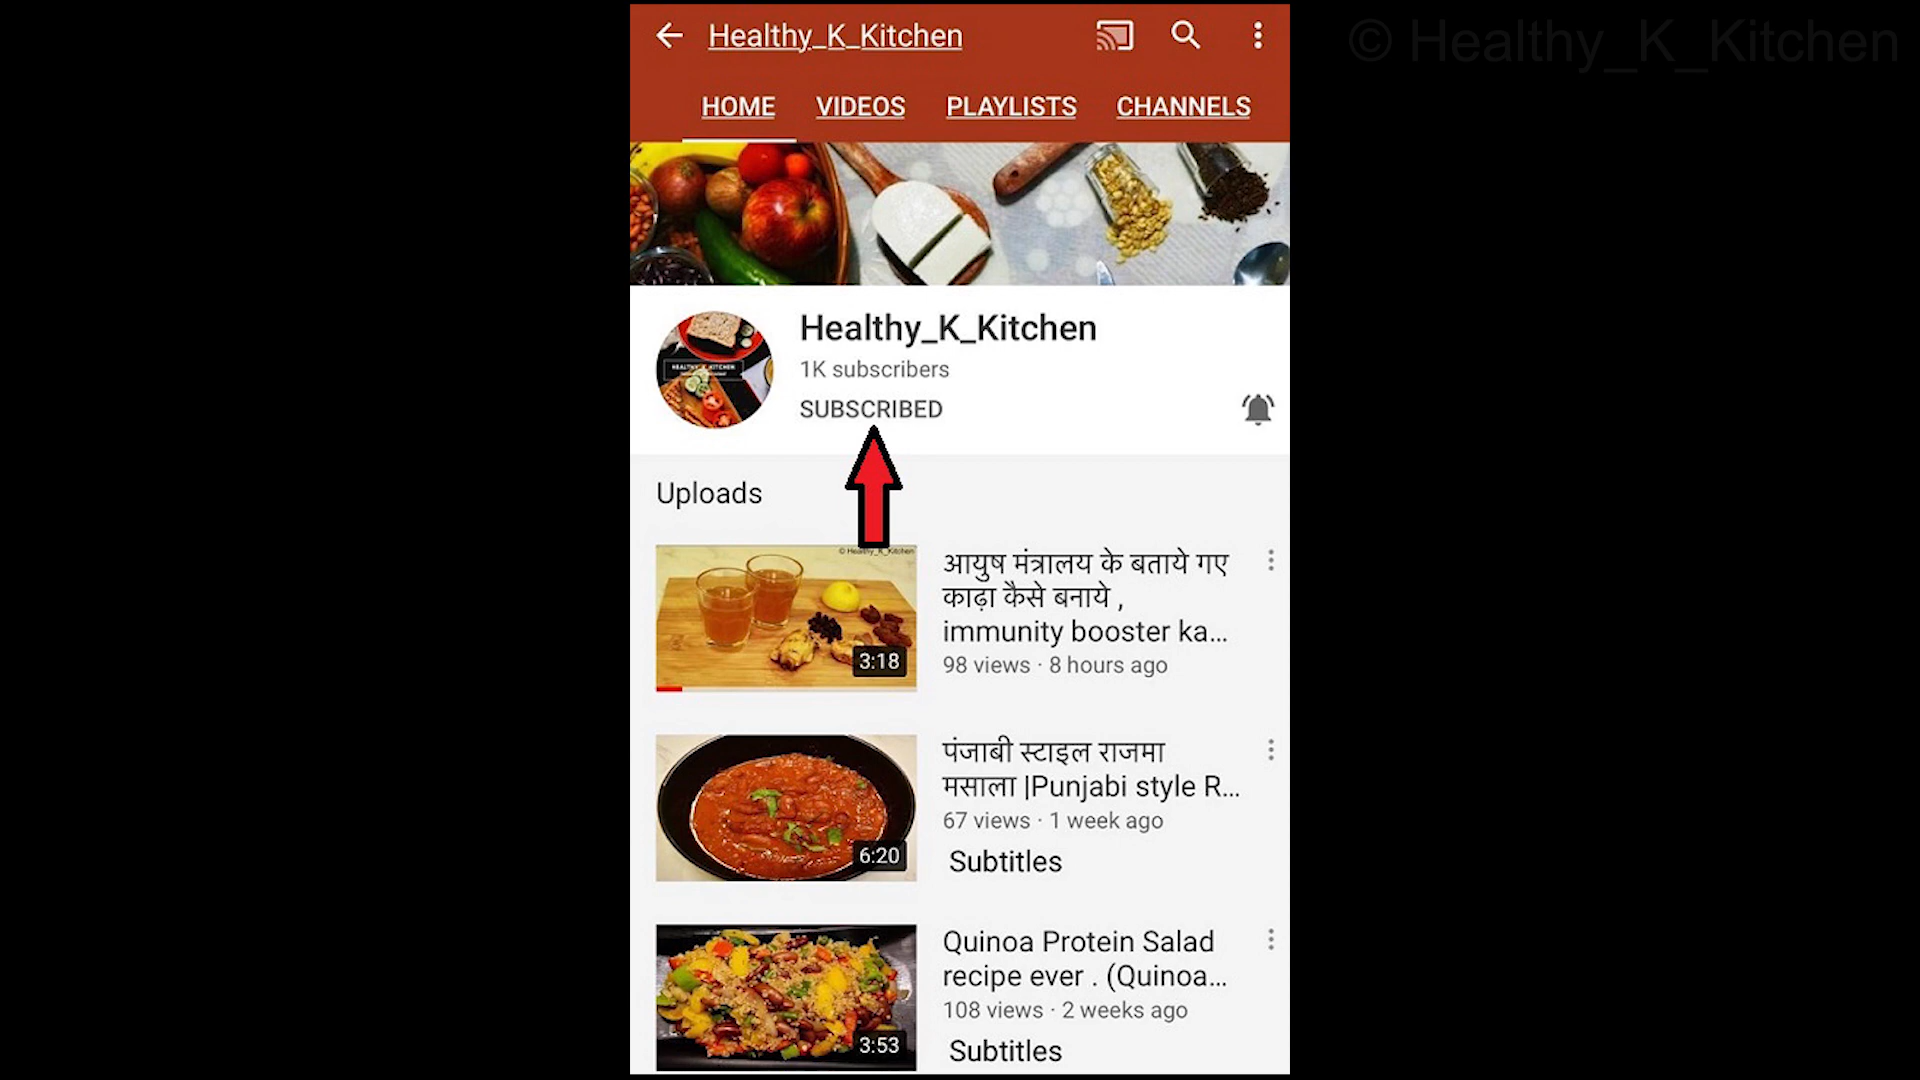 Healthy_K_Kitchen
© Healthy_K_Kitchen
HOME VIDEOS PLAYLISTS CHANNELS
Healthy_K_Kitchen
1K subscribers
SUBSCRIBED
HEALTHY_K_KITCHEN
Uploads
© Healthy_K_Kitchen
3:18
आयुष मंत्रालय के बताये गए
काढ़ा कैसे बनाये ,
immunity booster ka...
98 views · 8 hours ago
6:20
पंजाबी स्टाइल राजमा
मसाला |Punjabi style R...
67 views · 1 week ago
Subtitles
3:53
Quinoa Protein Salad
recipe ever . (Quinoa...
108 views · 2 weeks ago
Subtitles